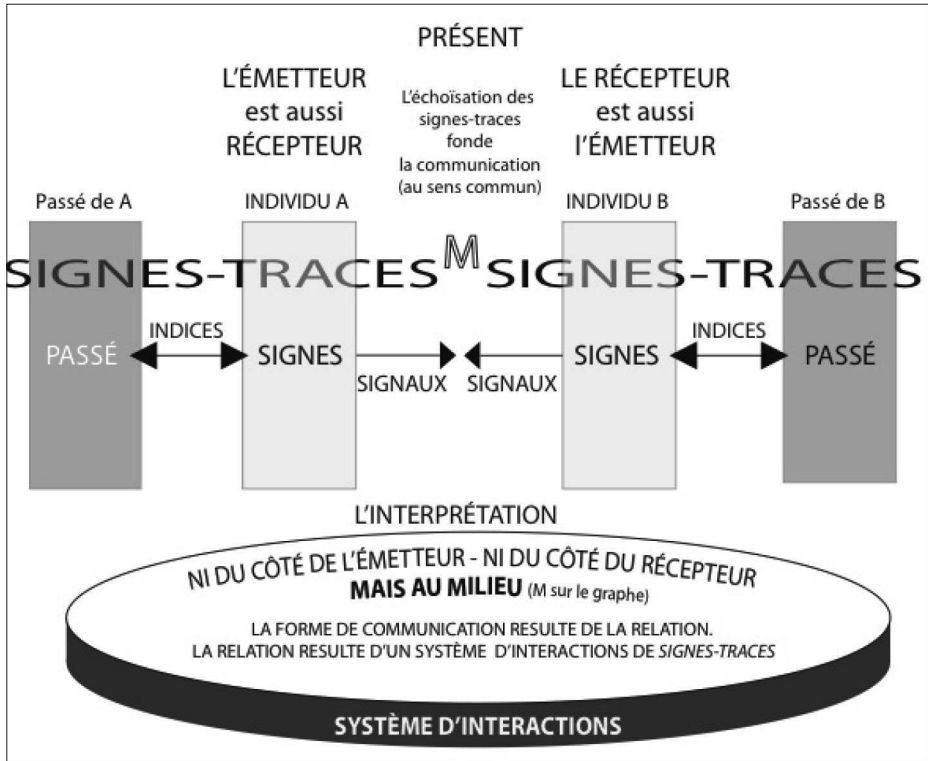 PRÉSENT
L'ÉMETTEUR
est aussi
RÉCEPTEUR
L'échoïsation des
signes-traces
fonde
la communication
(au sens commun)
LE RÉCEPTEUR
est aussi
l'ÉMETTEUR
Passé de A
INDIVIDU A
INDIVIDU B
Passé de B
SIGNES-TRACES M SIGNES-TRACES
PASSÉ
INDICES
SIGNES
SIGNAUX
SIGNAUX
SIGNES
INDICES
PASSÉ
L'INTERPRÉTATION
NI DU CÔTÉ DE L'ÉMETTEUR - NI DU CÔTÉ DU RÉCEPTEUR
MAIS AU MILIEU (M sur le graphe)
LA FORME DE COMMUNICATION RESULTE DE LA RELATION.
LA RELATION RESULTE D'UN SYSTÈME D'INTERACTIONS DE SIGNES-TRACES
SYSTÈME D'INTERACTIONS